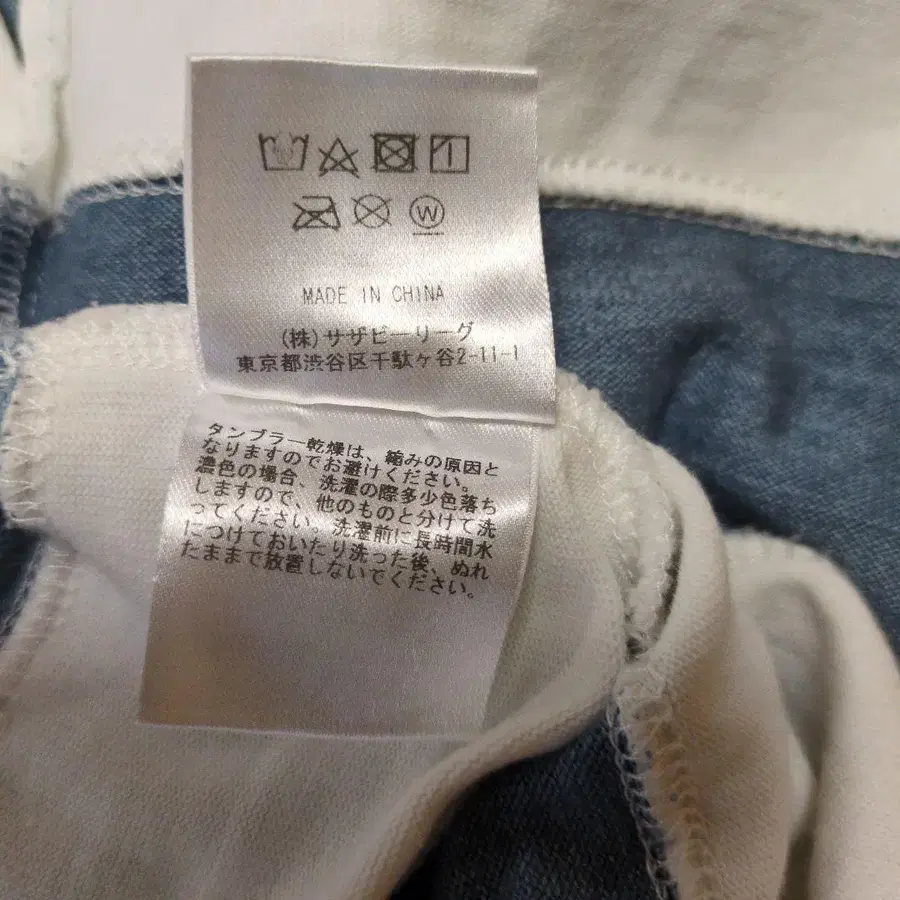 W
MADE IN CHINA
(株)サザビーリーグ
東京都渋谷区千駄ヶ谷2-11-1
タンブラー乾燥は、縮みの原因と
なりますのでお避けください。
濃色の場合、洗濯の際多少色落ち
しますので、他のものと分けて洗
ってください。洗濯前に長時間水
につけておいたり洗った後、ぬれ
たままで放置しないでください。